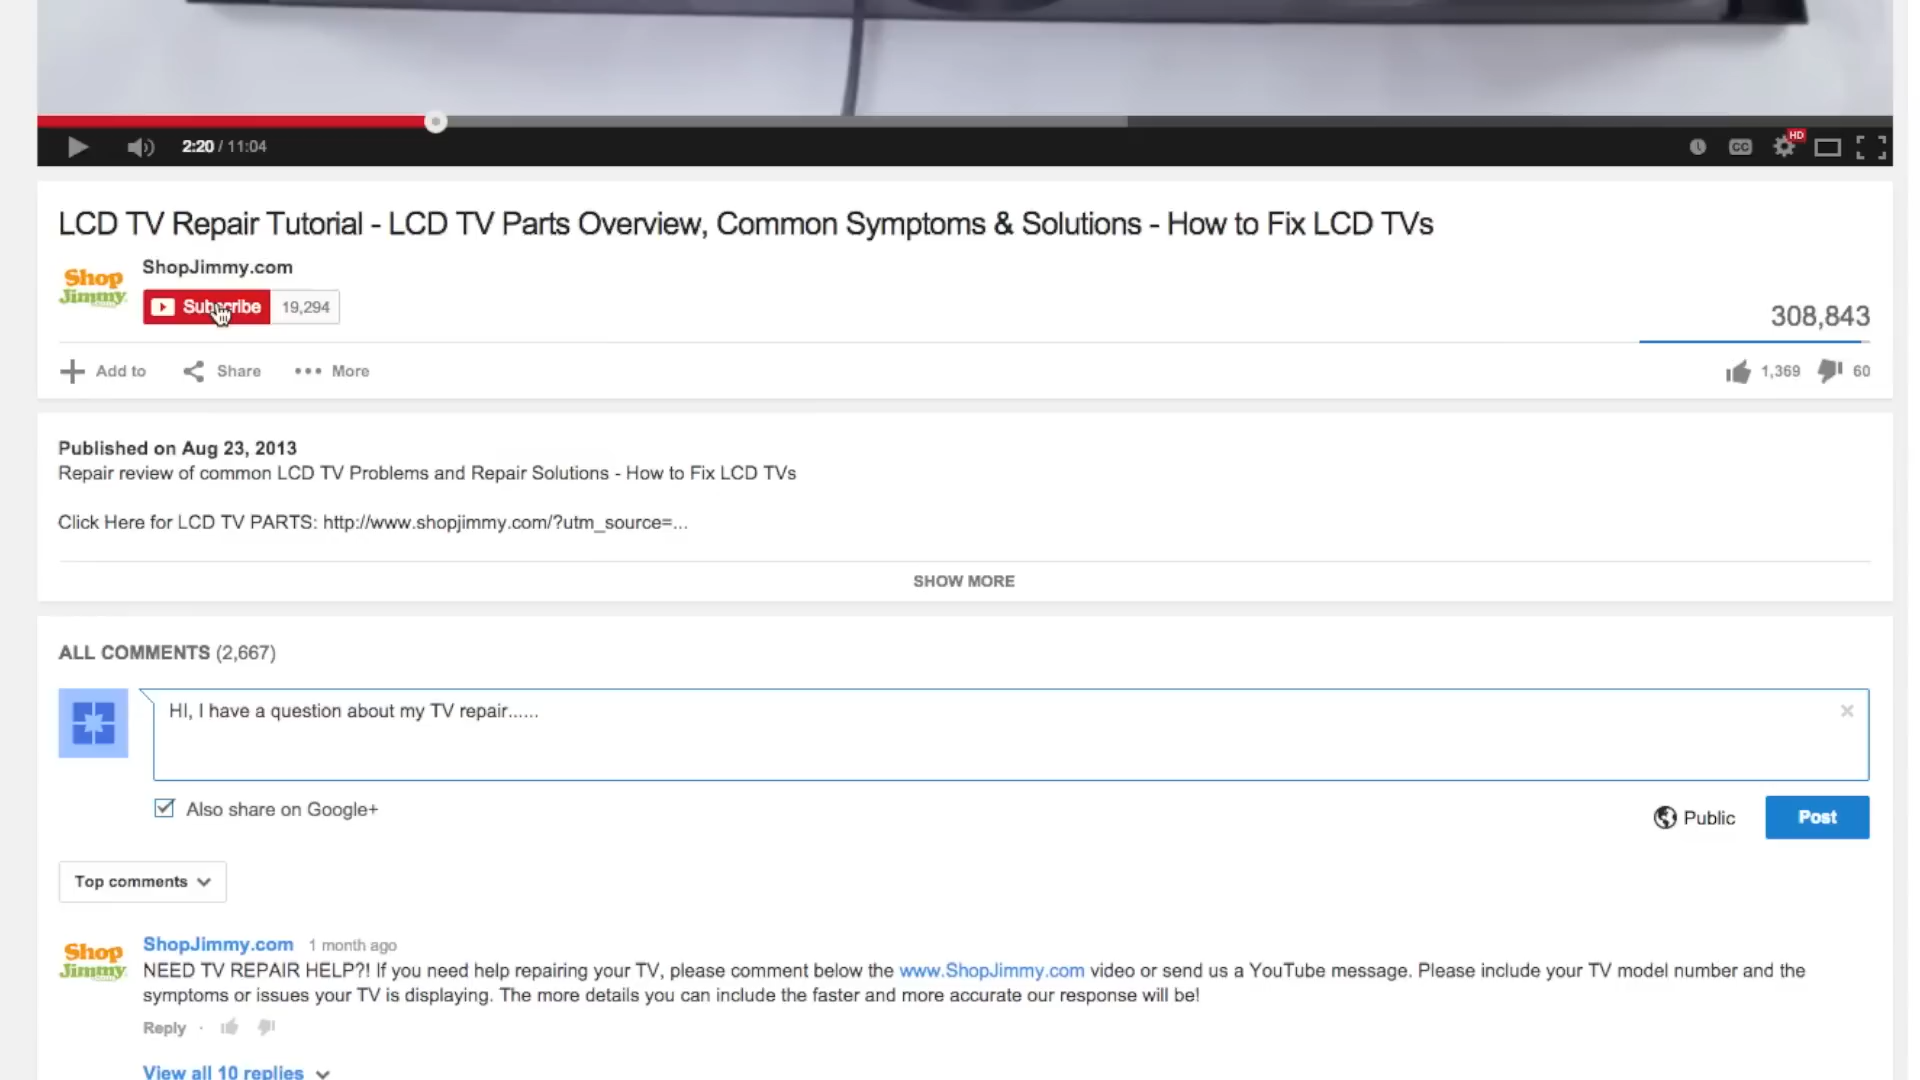 2:20 / 11:04
CC
HD
LCD TV Repair Tutorial - LCD TV Parts Overview, Common Symptoms & Solutions - How to Fix LCD TVs
Shop
Jimmy
ShopJimmy.com
Subscribe 19,294
308,843
Add to Share More
1,369 60
Published on Aug 23, 2013
Repair review of common LCD TV Problems and Repair Solutions - How to Fix LCD TVs
Click Here for LCD TV PARTS: http://www.shopjimmy.com/?utm_source=...
SHOW MORE
ALL COMMENTS (2,667)
HI, I have a question about my TV repair......
Also share on Google+
Public Post
Top comments
Shop
Jimmy
ShopJimmy.com 1 month ago
NEED TV REPAIR HELP?! If you need help repairing your TV, please comment below the www.ShopJimmy.com video or send us a YouTube message. Please include your TV model number and the
symptoms or issues your TV is displaying. The more details you can include the faster and more accurate our response will be!
Reply ·
View all 10 replies